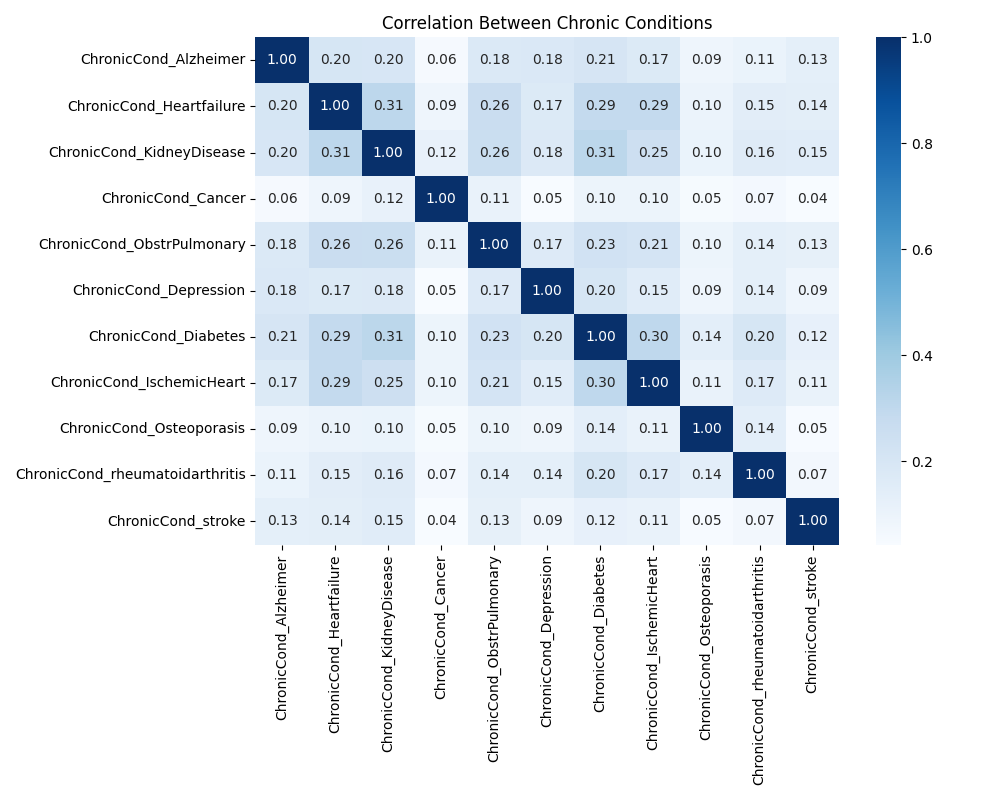 Correlation Between Chronic Conditions
ChronicCond_Alzheimer 1.00 0.20 0.20 0.06 0.18 0.18 0.21 0.17 0.09 0.11 0.13
ChronicCond_Heartfailure 0.20 1.00 0.31 0.09 0.26 0.17 0.29 0.29 0.10 0.15 0.14
ChronicCond_KidneyDisease 0.20 0.31 1.00 0.12 0.26 0.18 0.31 0.25 0.10 0.16 0.15
ChronicCond_Cancer 0.06 0.09 0.12 1.00 0.11 0.05 0.10 0.10 0.05 0.07 0.04
ChronicCond_ObstrPulmonary 0.18 0.26 0.26 0.11 1.00 0.17 0.23 0.21 0.10 0.14 0.13
ChronicCond_Depression 0.18 0.17 0.18 0.05 0.17 1.00 0.20 0.15 0.09 0.14 0.09
ChronicCond_Diabetes 0.21 0.29 0.31 0.10 0.23 0.20 1.00 0.30 0.14 0.20 0.12
ChronicCond_IschemicHeart 0.17 0.29 0.25 0.10 0.21 0.15 0.30 1.00 0.11 0.17 0.11
ChronicCond_Osteoporasis 0.09 0.10 0.10 0.05 0.10 0.09 0.14 0.11 1.00 0.14 0.05
ChronicCond_rheumatoidarthritis 0.11 0.15 0.16 0.07 0.14 0.14 0.20 0.17 0.14 1.00 0.07
ChronicCond_stroke 0.13 0.14 0.15 0.04 0.13 0.09 0.12 0.11 0.05 0.07 1.00
ChronicCond_Alzheimer
ChronicCond_Heartfailure
ChronicCond_KidneyDisease
ChronicCond_Cancer
ChronicCond_ObstrPulmonary
ChronicCond_Depression
ChronicCond_Diabetes
ChronicCond_IschemicHeart
ChronicCond_Osteoporasis
ChronicCond_rheumatoidarthritis
ChronicCond_stroke
1.0
0.8
0.6
0.4
0.2